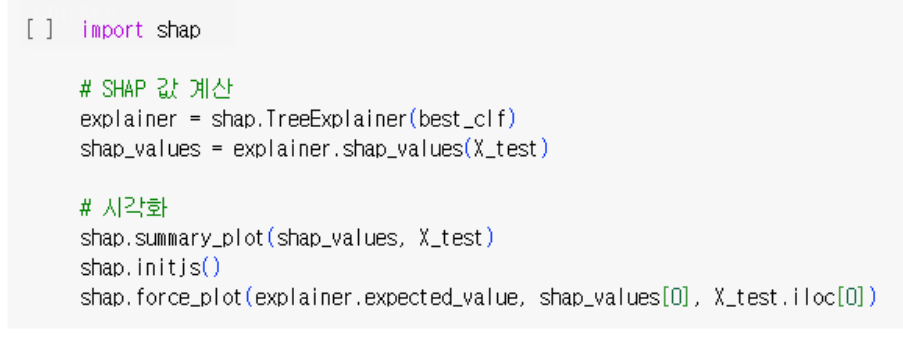 [ ] import shap
# SHAP 값 계산
explainer = shap.TreeExplainer(best_clf)
shap_values = explainer.shap_values(X_test)
# 시각화
shap.summary_plot(shap_values, X_test)
shap.initjs()
shap.force_plot(explainer.expected_value, shap_values[0], X_test.iloc[0])